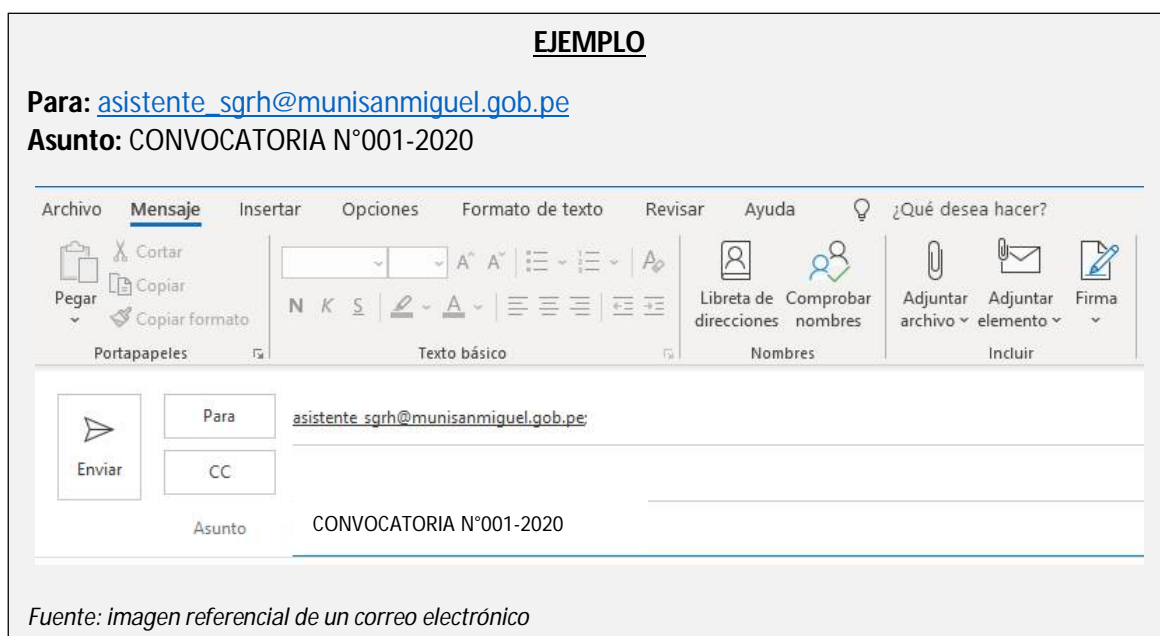 EJEMPLO
Para: asistente_sgrh@munisanmiguel.gob.pe
Asunto: CONVOCATORIA N°001-2020
Archivo Mensaje Insertar Opciones Formato de texto Revisar Ayuda ¿Qué desea hacer?
Cortar
Copiar
Copiar formato
Pegar
Portapapeles
N K S A
Texto básico
Libreta de direcciones
Comprobar nombres
Nombres
Adjuntar archivo
Adjuntar elemento
Firma
Incluir
Enviar
Para asistente_sgrh@munisanmiguel.gob.pe;
CC
Asunto CONVOCATORIA N°001-2020
Fuente: imagen referencial de un correo electrónico